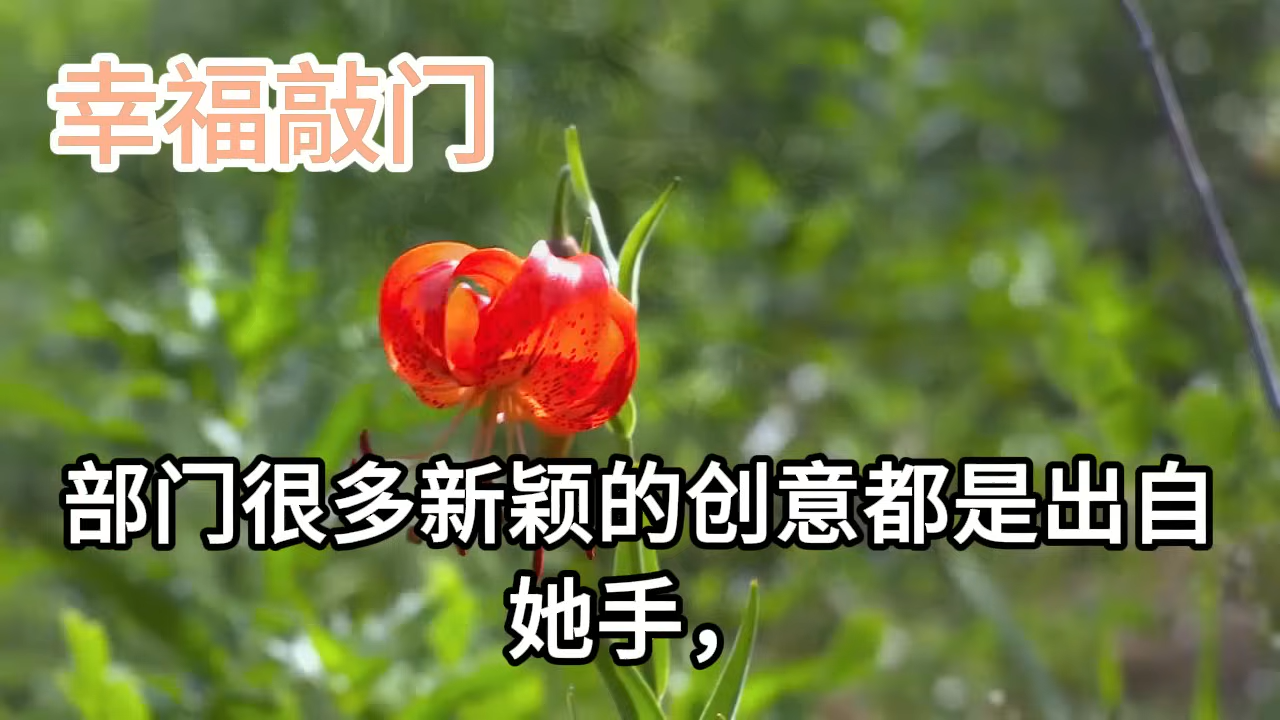 幸福敲门
部门很多新颖的创意都是出自
她手，